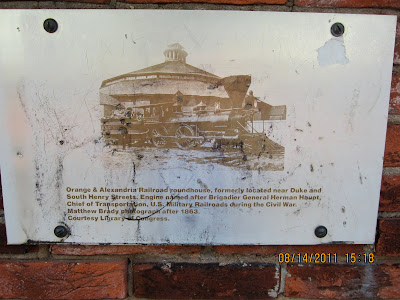 Orange & Alexandria Railroad roundhouse, formerly located near Duke and
South Henry Streets. Engine named after Brigadier General Herman Haupt,
Chief of Transportation, U.S. Military Railroads during the Civil War.
Matthew Brady photograph after 1863.
Courtesy Library of Congress.
08/14/2011 15:18